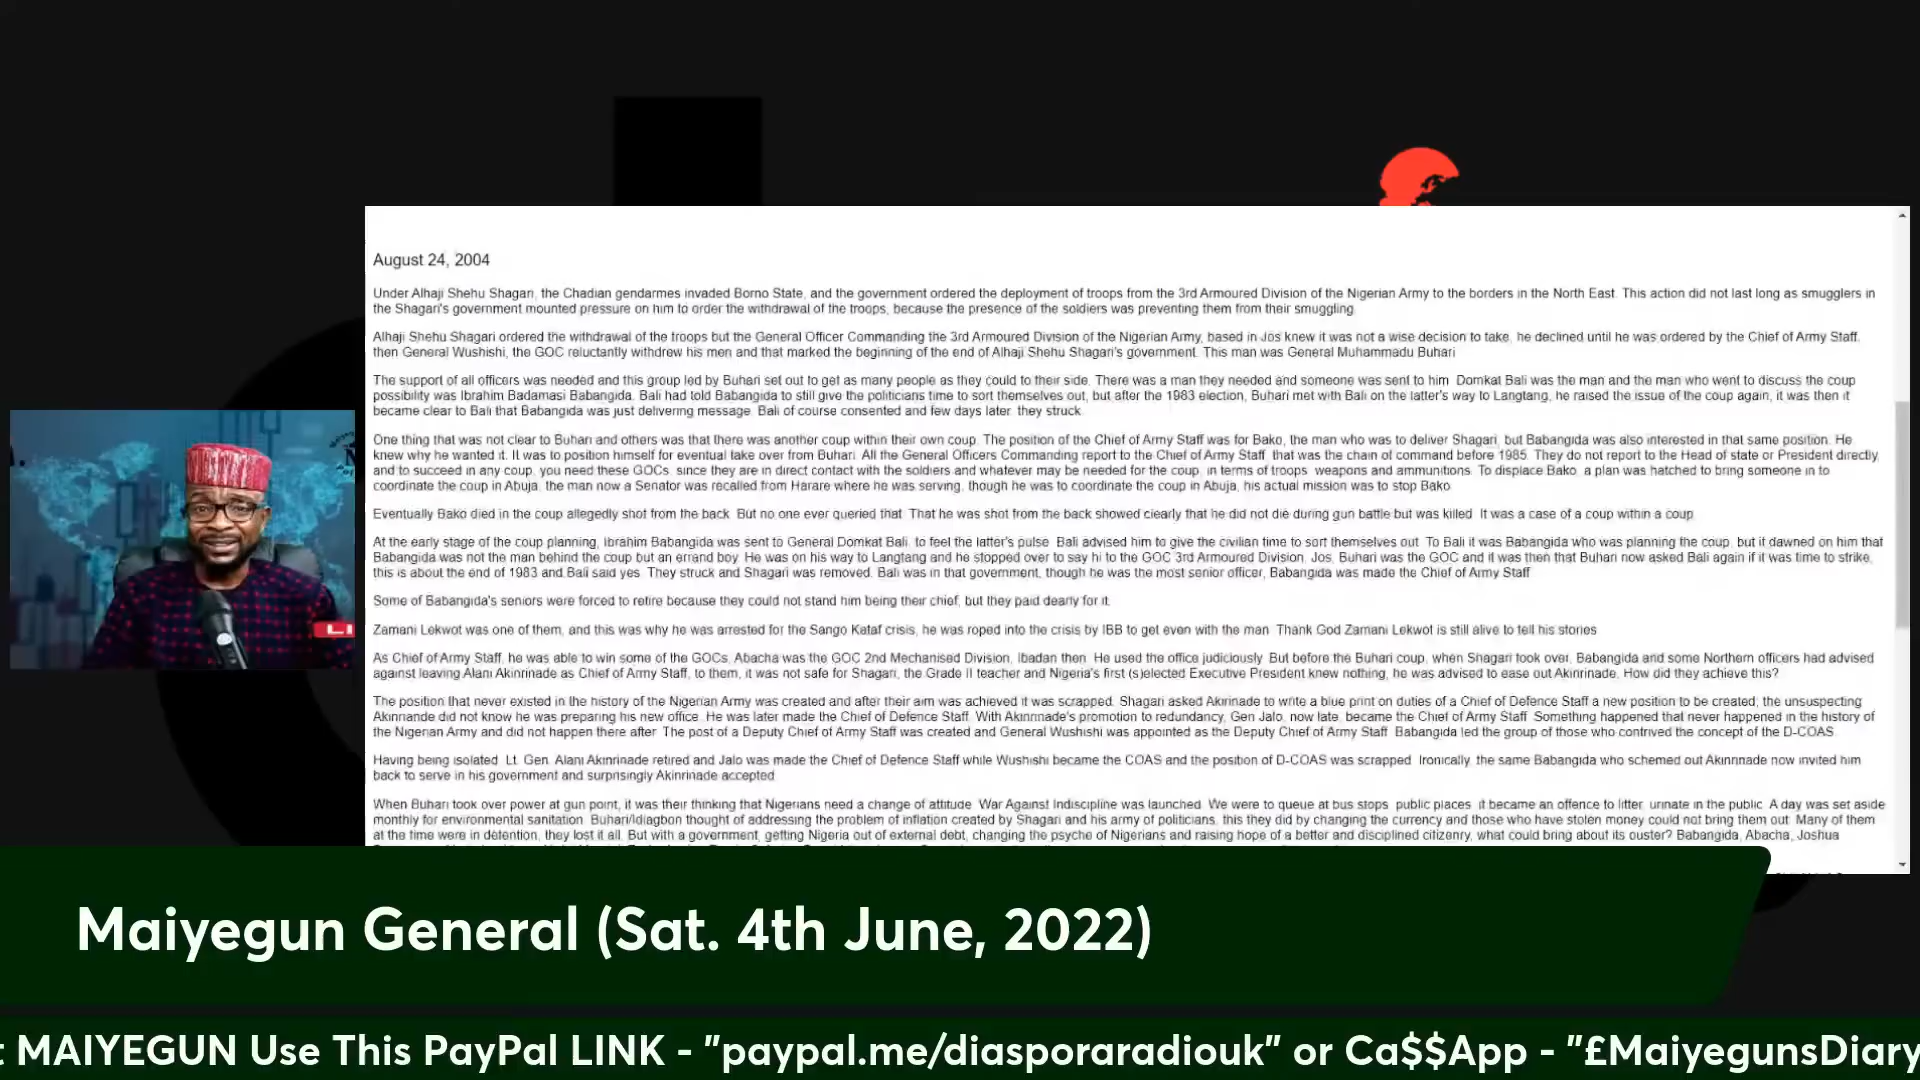 August 24, 2004
Under Alhaji Shehu Shagari, the Chadian gendarmes invaded Borno State, and the government ordered the deployment of troops from the 3rd Armoured Division of the Nigerian Army to the borders in the North East. This action did not last long as smugglers in
the Shagari's government mounted pressure on him to order the withdrawal of the troops, because the presence of the soldiers was preventing them from their smuggling.
Alhaji Shehu Shagari ordered the withdrawal of the troops but the General Officer Commanding the 3rd Armoured Division of the Nigerian Army, based in Jos knew it was not a wise decision to take, he declined until he was ordered by the Chief of Army Staff,
then General Wushishi, the GOC reluctantly withdrew his men and that marked the beginning of the end of Alhaji Shehu Shagari's government. This man was General Muhammadu Buhari
The support of all officers was needed and this group led by Buhari set out to get as many people as they could to their side. There was a man they needed and someone was sent to him. Domkat Bali was the man and the man who went to discuss the coup
possibility was Ibrahim Badamasi Babangida. Bali had told Babangida to still give the politicians time to sort themselves out, but after the 1983 election, Buhari met with Bali on the latter's way to Langtang, he raised the issue of the coup again, it was then it
became clear to Bali that Babangida was just delivering message. Bali of course consented and few days later, they struck.
One thing that was not clear to Buhari and others was that there was another coup within their own coup. The position of the Chief of Army Staff was for Bako, the man who was to deliver Shagari, but Babangida was also interested in that same position. He
knew why he wanted it. It was to position himself for eventual take over from Buhari. All the General Officers Commanding report to the Chief of Army Staff, that was the chain of command before 1985. They do not report to the Head of state or President directly,
and to succeed in any coup, you need these GOCs, since they are in direct contact with the soldiers and whatever may be needed for the coup, in terms of troops, weapons and ammunitions. To displace Bako, a plan was hatched to bring someone in to
coordinate the coup in Abuja, the man now a Senator was recalled from Harare where he was serving, though he was to coordinate the coup in Abuja, his actual mission was to stop Bako.
Eventually Bako died in the coup allegedly shot from the back. But no one ever queried that. That he was shot from the back showed clearly that he did not die during gun battle but was killed. It was a case of a coup within a coup.
At the early stage of the coup planning, Ibrahim Babangida was sent to General Domkat Bali, to feel the latter's pulse. Bali advised him to give the civilian time to sort themselves out. To Bali it was Babangida who was planning the coup, but it dawned on him that
Babangida was not the man behind the coup but an errand boy. He was on his way to Langtang and he stopped over to say hi to the GOC 3rd Armoured Division, Jos, Buhari was the GOC and it was then that Buhari now asked Bali again if it was time to strike,
this is about the end of 1983 and Bali said yes. They struck and Shagari was removed. Bali was in that government, though he was the most senior officer, Babangida was made the Chief of Army Staff
Some of Babangida's seniors were forced to retire because they could not stand him being their chief, but they paid dearly for it.
Zamani Lekwot was one of them, and this was why he was arrested for the Sango Kataf crisis, he was roped into the crisis by IBB to get even with the man. Thank God Zamani Lekwot is still alive to tell his stories
As Chief of Army Staff, he was able to win some of the GOCs, Abacha was the GOC 2nd Mechanised Division, Ibadan then. He used the office judiciously. But before the Buhari coup, when Shagari took over, Babangida and some Northern officers had advised
against leaving Alani Akinrinade as Chief of Army Staff, to them, it was not safe for Shagari, the Grade II teacher and Nigeria's first (s)elected Executive President knew nothing, he was advised to ease out Akinrinade. How did they achieve this?
The position that never existed in the history of the Nigerian Army was created and after their aim was achieved it was scrapped. Shagari asked Akirinade to write a blue print on duties of a Chief of Defence Staff a new position to be created, the unsuspecting
Akinnande did not know he was preparing his new office. He was later made the Chief of Defence Staff. With Akinnmade's promotion to redundancy, Gen Jalo, now late, became the Chief of Army Staff. Something happened that never happened in the history of
the Nigerian Army and did not happen there after. The post of a Deputy Chief of Army Staff was created and General Wushishi was appointed as the Deputy Chief of Army Staff. Babangida led the group of those who contrived the concept of the D-COAS.
Having being isolated, Lt. Gen. Alani Akinrinade retired and Jalo was made the Chief of Defence Staff while Wushishi became the COAS and the position of D-COAS was scrapped. Ironically, the same Babangida who schemed out Akinrinade now invited him
back to serve in his government and surprisingly Akinrinade accepted.
When Buhari took over power at gun point, it was their thinking that Nigerians need a change of attitude. War Against Indiscipline was launched. We were to queue at bus stops, public places, it became an offence to litter, urinate in the public. A day was set aside
monthly for environmental sanitation. Buhari/Idiagbon thought of addressing the problem of inflation created by Shagari and his army of politicians, this they did by changing the currency and those who have stolen money could not bring them out. Many of them
at the time were in detention, they lost it all. But with a government, getting Nigeria out of external debt, changing the psyche of Nigerians and raising hope of a better and disciplined citizenry, what could bring about its ouster? Babangida, Abacha, Joshua
LI
Maiyegun General (Sat. 4th June, 2022)
MAIYEGUN Use This PayPal LINK - "paypal.me/diasporaradiouk" or Ca$$App - "£MaiyegunsDiary